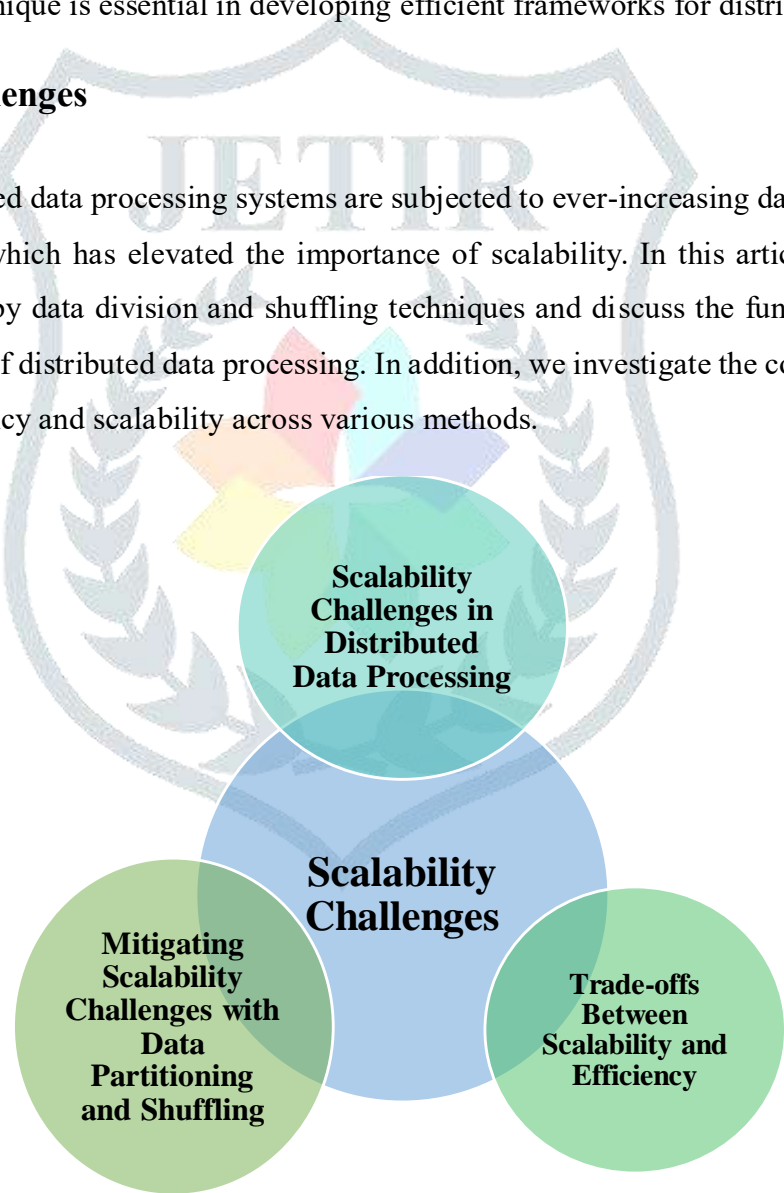 nique is essential in developing efficient frameworks for distri
enges
JETIR
ed data processing systems are subjected to ever-increasing da
which has elevated the importance of scalability. In this artic
by data division and shuffling techniques and discuss the fun
of distributed data processing. In addition, we investigate the co
cy and scalability across various methods.
Scalability
Challenges in
Distributed
Data Processing
Scalability
Challenges
Mitigating
Scalability
Challenges with
Data
Partitioning
and Shuffling
Trade-offs
Between
Scalability and
Efficiency